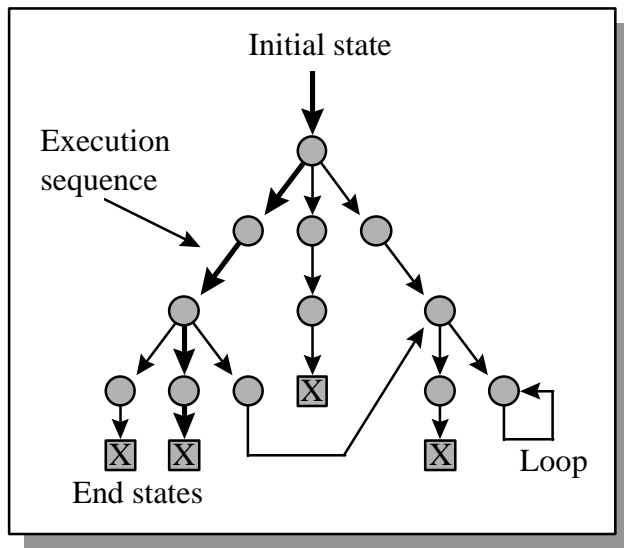 Initial state
Execution
sequence
X
X
X
X
Loop
End states